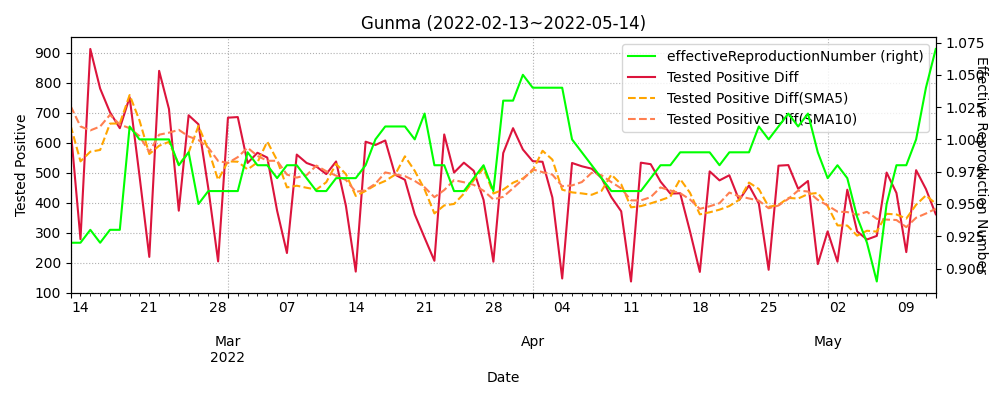 Gunma (2022-02-13~2022-05-14)
effectiveReproductionNumber (right)
Tested Positive Diff
Tested Positive Diff(SMA5)
Tested Positive Diff(SMA10)
Tested Positive
900
800
700
600
500
400
300
200
100
1.075
1.050
1.025
1.000
0.975
0.950
0.925
0.900
Effective Reproduction Number
14 21 28 07 14 21 28 04 11 18 25 02 09
Mar Apr May
2022
Date